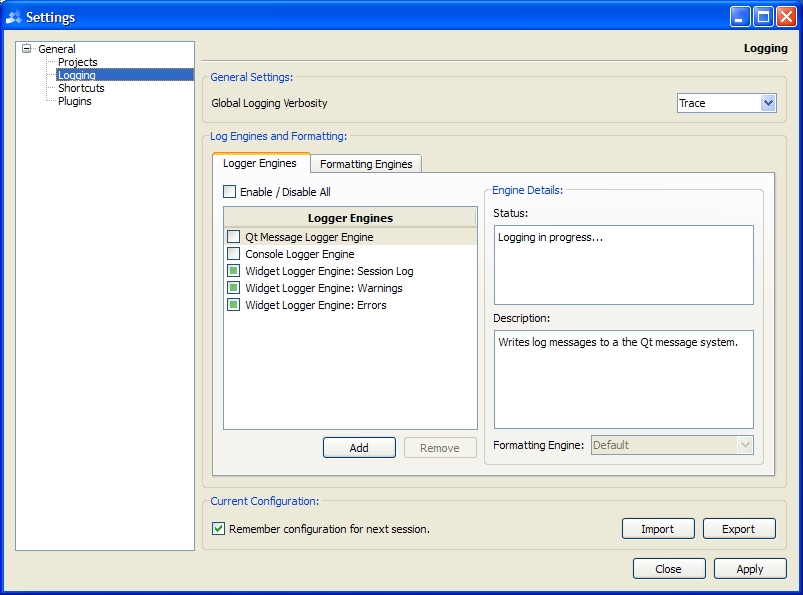 Settings
General
Projects
Logging
Shortcuts
Plugins
Logging
General Settings:
Global Logging Verbosity
Trace
Log Engines and Formatting:
Logger Engines
Formatting Engines
Enable / Disable All
Logger Engines
Qt Message Logger Engine
Console Logger Engine
Widget Logger Engine: Session Log
Widget Logger Engine: Warnings
Widget Logger Engine: Errors
Add
Remove
Engine Details:
Status:
Logging in progress...
Description:
Writes log messages to a the Qt message system.
Formatting Engine:
Default
Current Configuration:
Remember configuration for next session.
Import
Export
Close
Apply